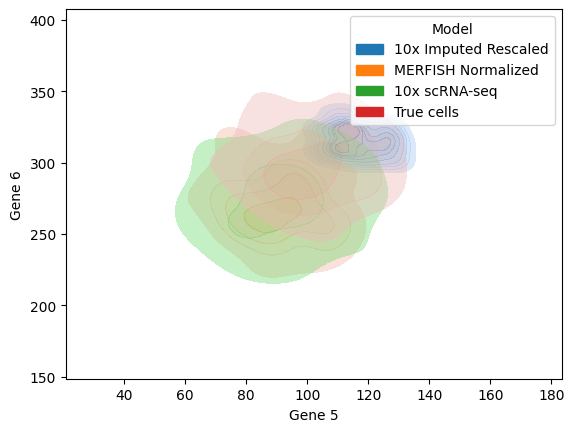 400
350
300
250
200
150
Gene 6
40
60
80
100
120
140
160
180
Gene 5
Model
10x Imputed Rescaled
MERFISH Normalized
10x scRNA-seq
True cells